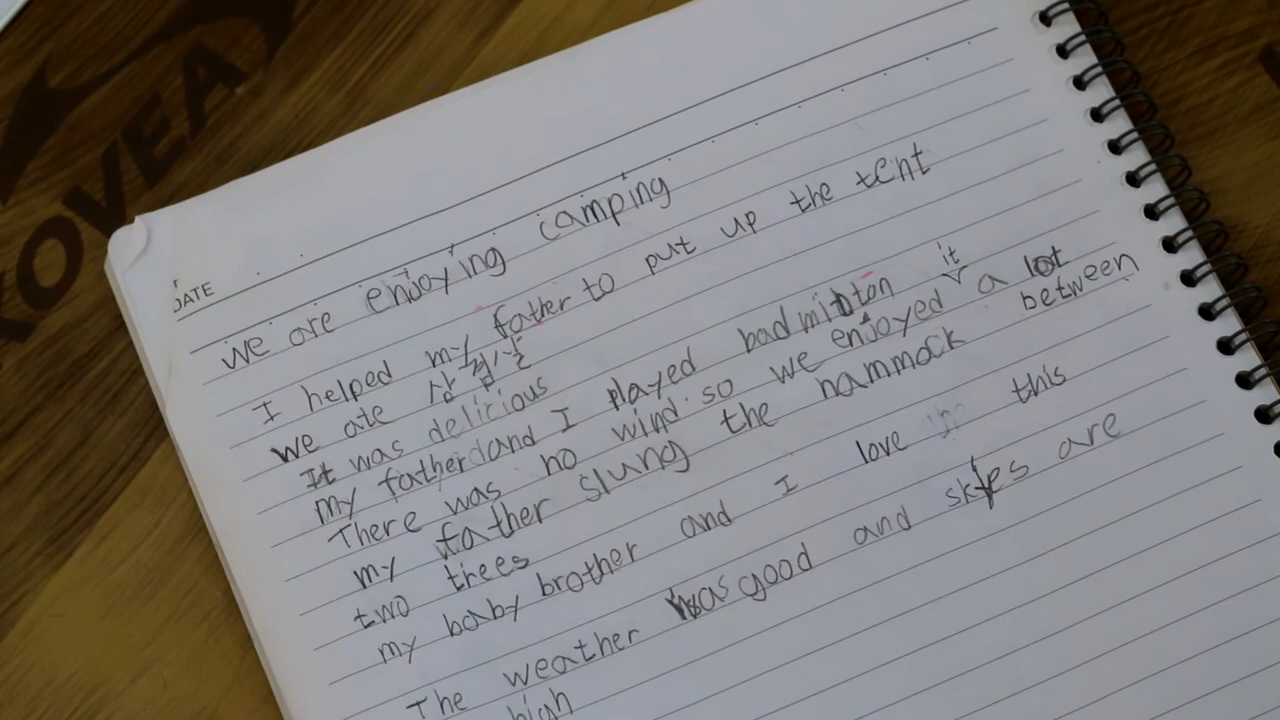 KOVEA
DATE
we are enjoying camping
I helped my father to put up the tent
we ate 삼겹살
It was delicious
my father and I played badminton
There was no wind. so we enjoyed it a lot
my father slung the hammock between
two trees
my baby brother and I love this
The weather was good and skies are
high